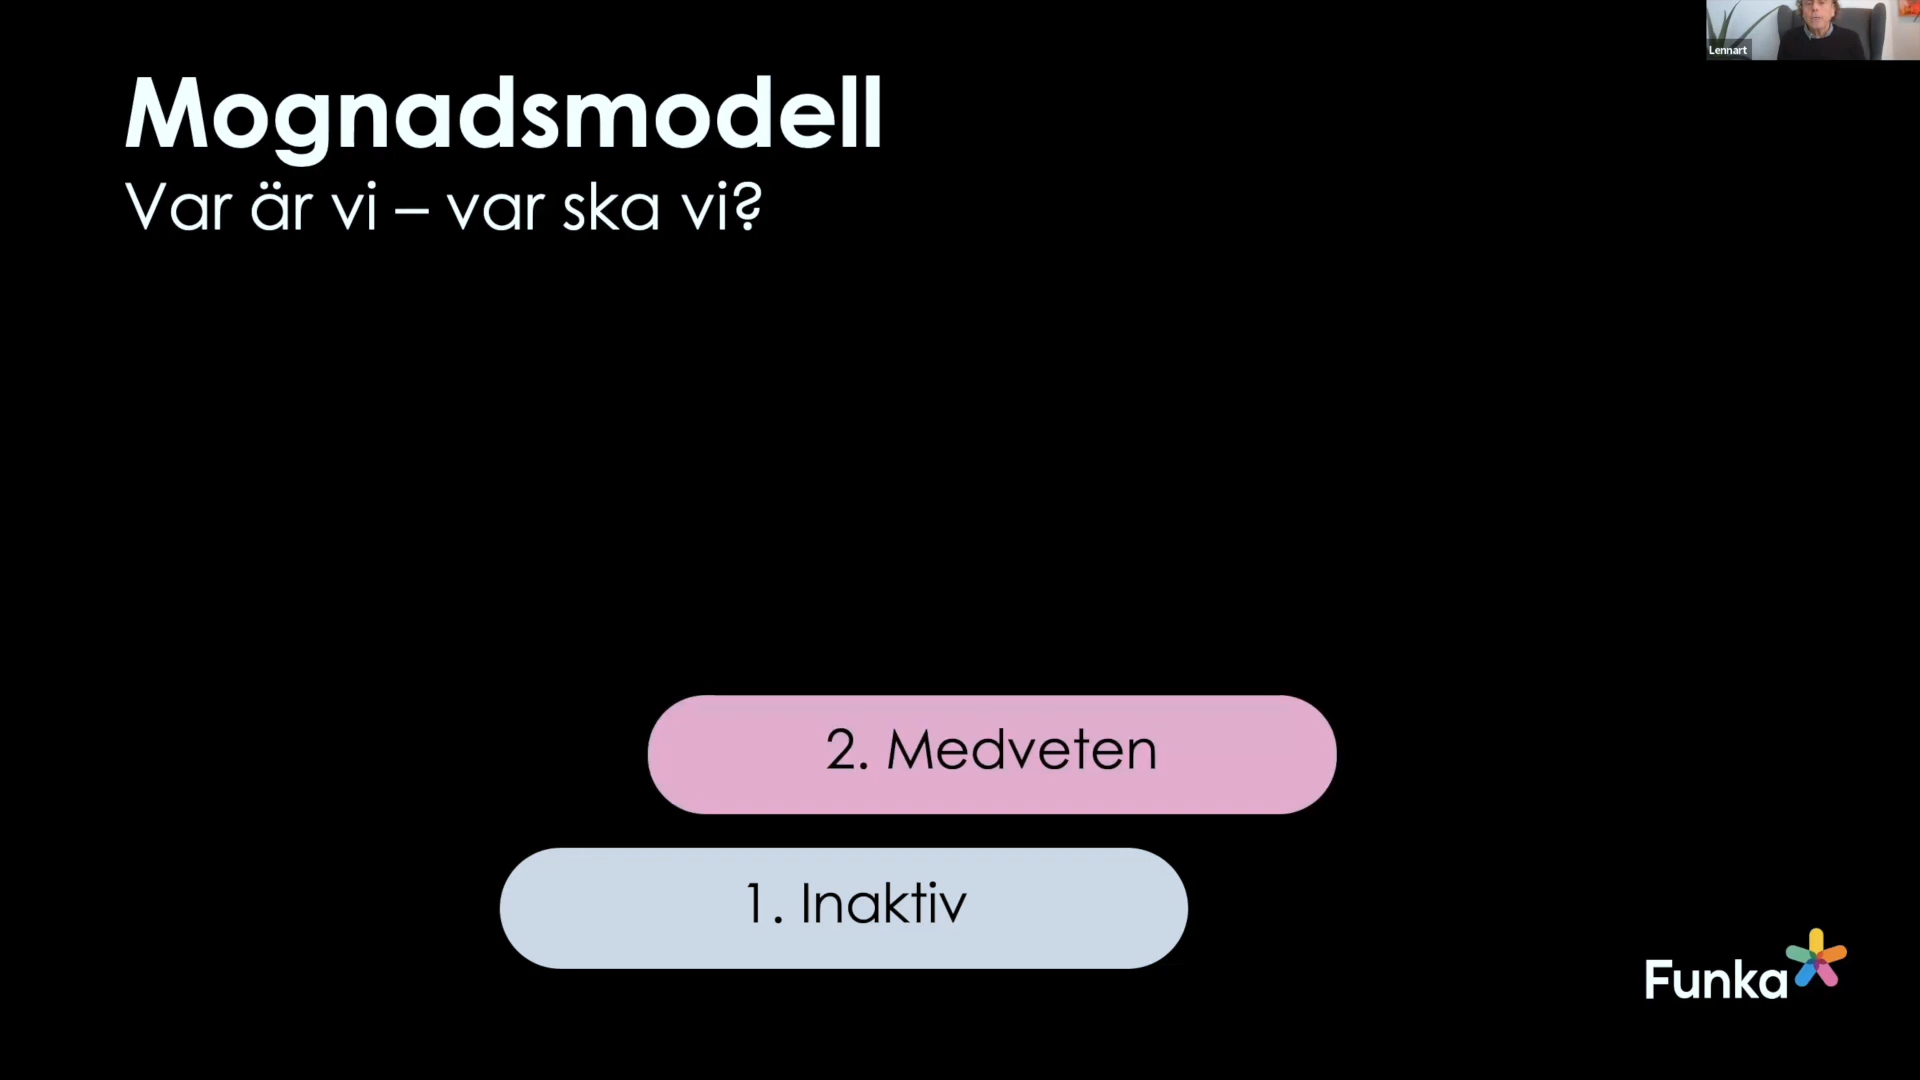 Lennart
Mognadsmodell
Var är vi – var ska vi?
2. Medveten
1. Inaktiv
Funka